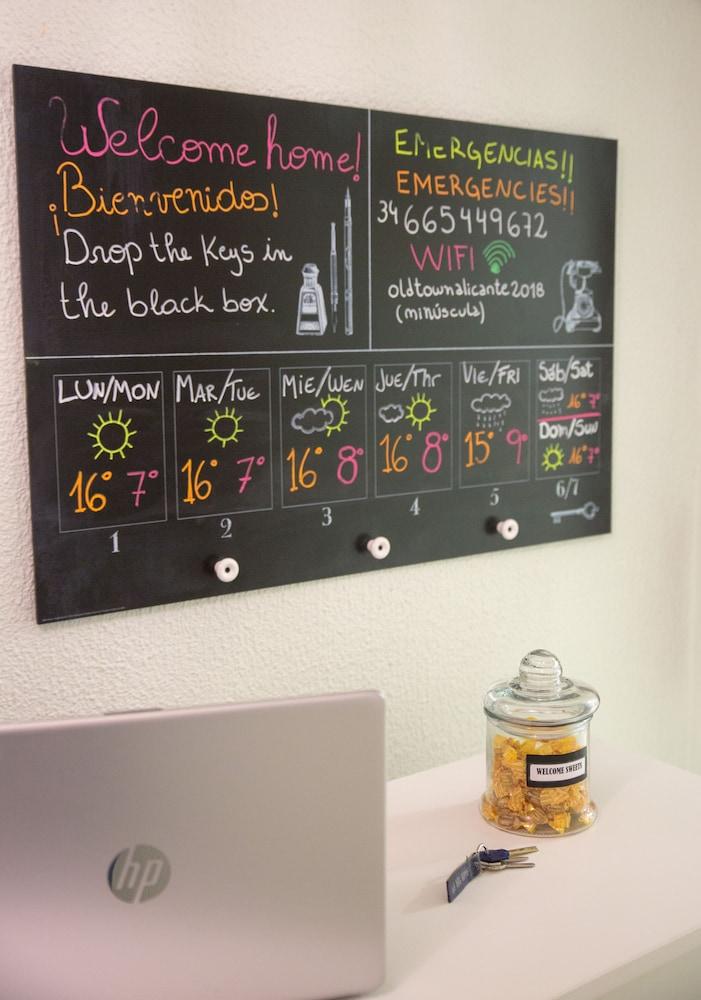 Welcome home!
¡Bienvenidos!
Drop the keys in
the black box.
EMERGENCIAS!!
EMERGENCIES!!
34 665449672
WIFI
oldtownalicante2018
(minúscula)
LUN/MON
16° 7°
1
MAR/TUE
16° 7°
2
MIE/WEN
16° 8°
3
JUE/Thr
16° 8°
4
VIE/FRI
15° 9°
5
Sáb/Sat
16° 7°
Dom/Sun
16° 7°
6/7
WELCOME SWEETS
hp